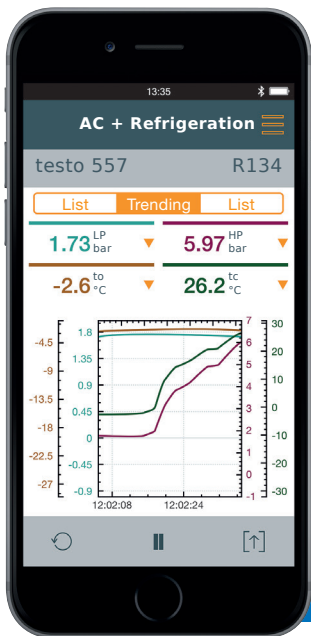 13:35
AC + Refrigeration
testo 557 R134
List Trending List
1.73 LP bar 5.97 HP bar
-2.6 to °C 26.2 tc °C
7 30
1.8 6
-4.5 20
1.35 5
-9 0.9 4 10
-13.5 0.45 3 0
-18 0 2 -10
-22.5 -0.45 1 -20
0
-27 -0.9 -1 -30
12:02:08 12:02:24